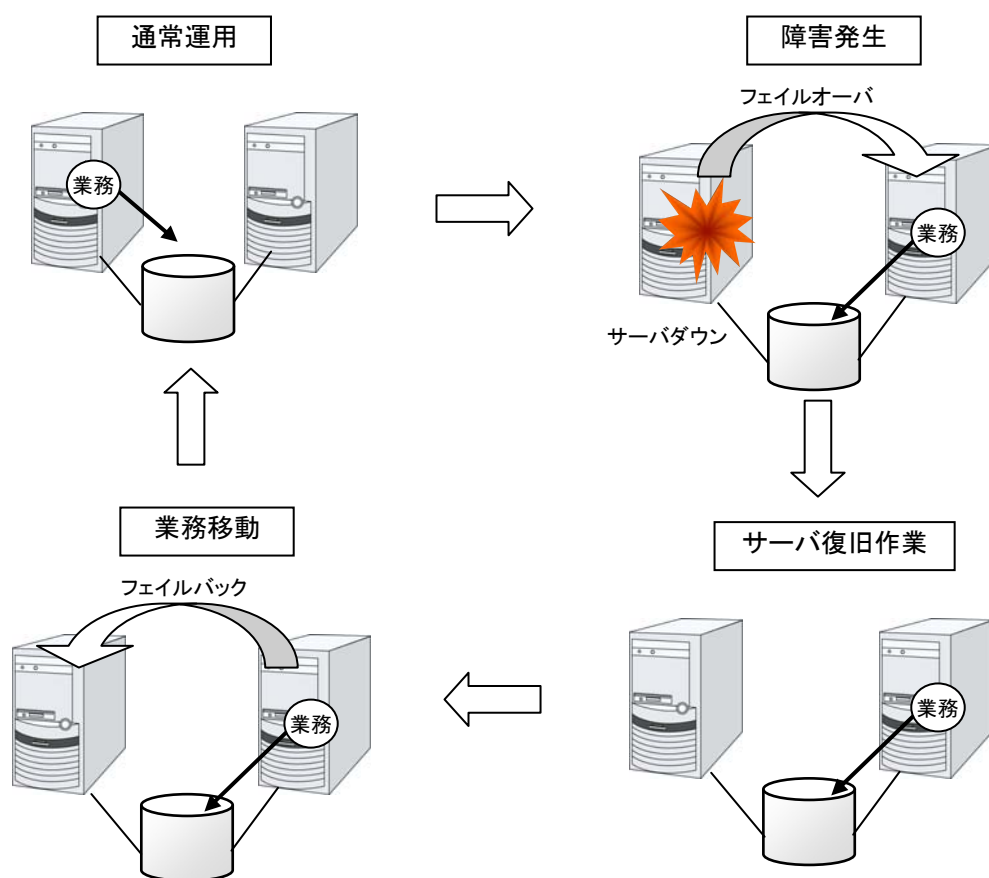 通常運用
障害発生
フェイルオーバ
業務
業務
サーバダウン
業務移動
サーバ復旧作業
フェイルバック
業務
業務